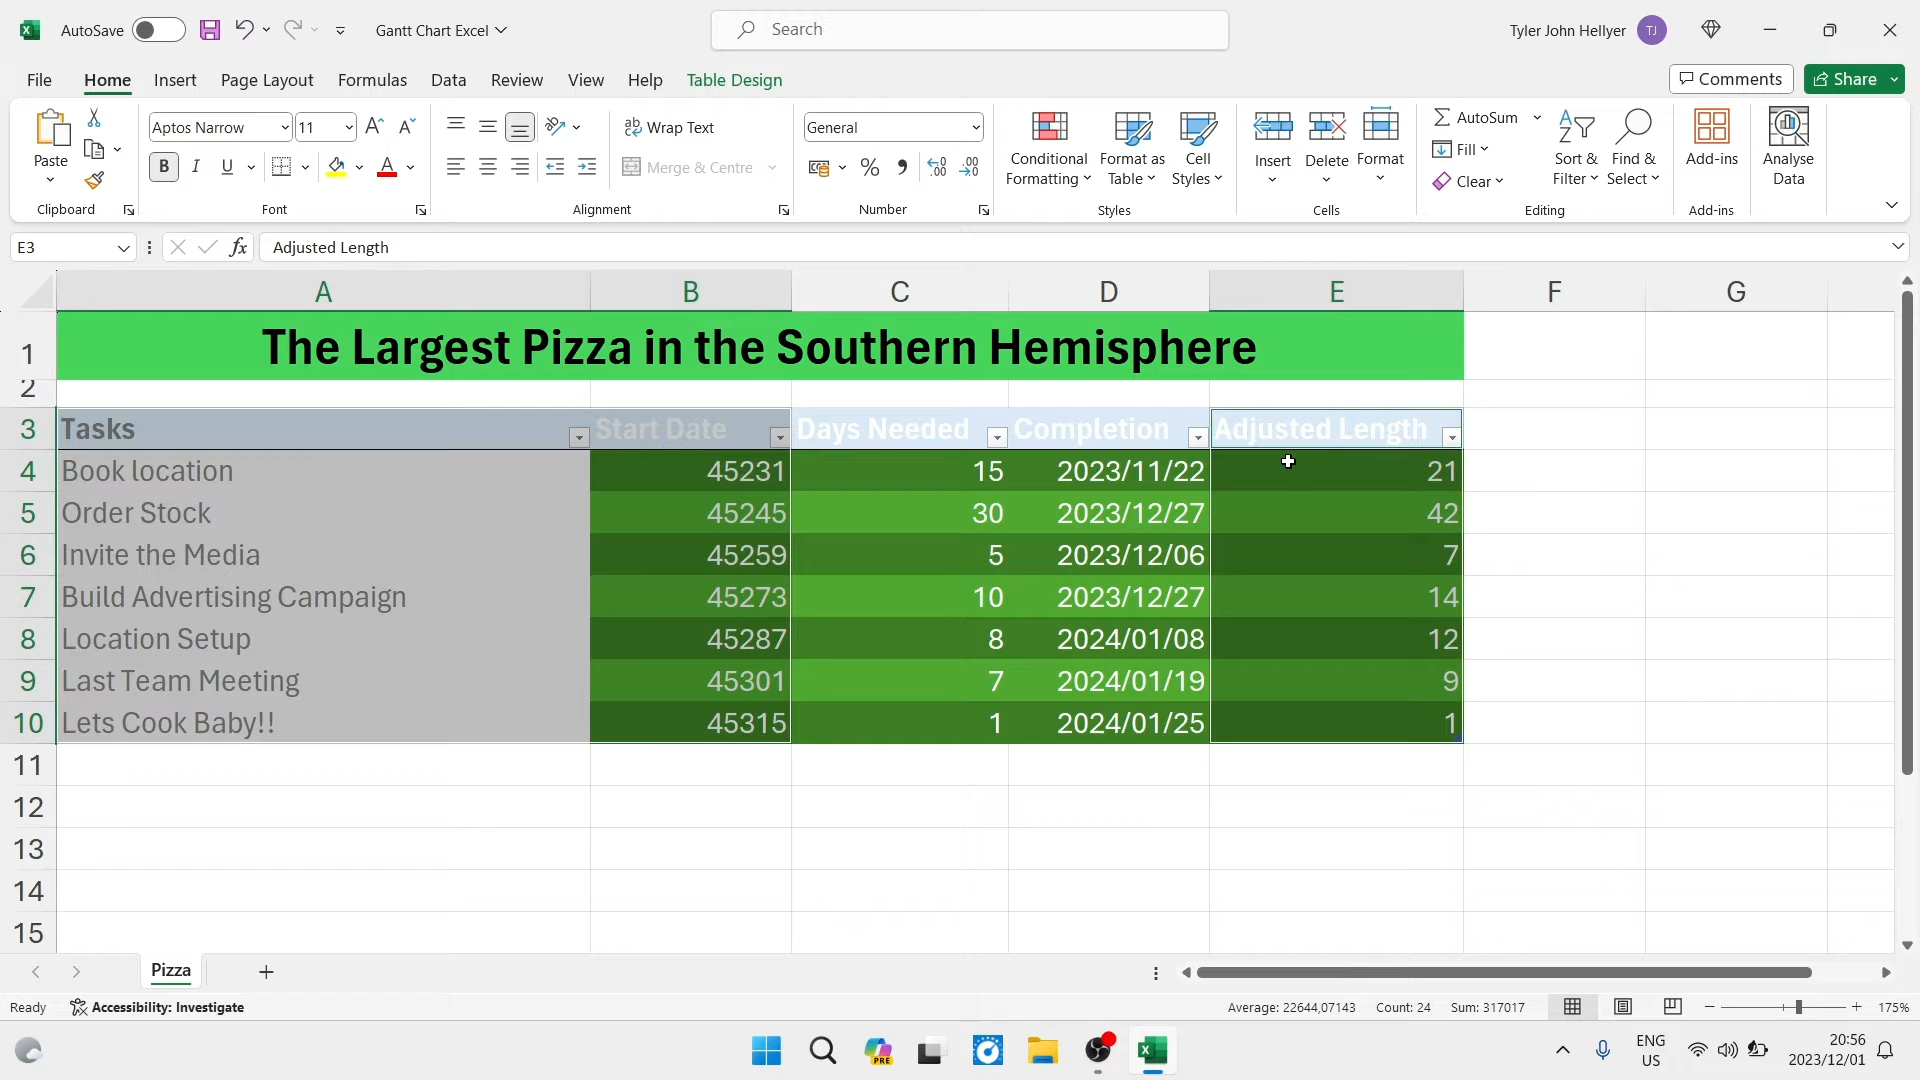 AutoSave
Gantt Chart Excel
Search
Tyler John Hellyer
TJ
File Home Insert Page Layout Formulas Data Review View Help Table Design
Comments
Share
Paste
Clipboard
Aptos Narrow 11
B I U
Font
Wrap Text
Merge & Centre
Alignment
General
Number
Conditional Formatting
Format as Table
Cell Styles
Styles
Insert
Delete
Format
Cells
AutoSum
Fill
Clear
Sort & Filter
Find & Select
Editing
Add-ins
Add-ins
Analyse Data
E3 fx Adjusted Length
A B C D E F G
1 The Largest Pizza in the Southern Hemisphere
2
3 Tasks Start Date Days Needed Completion Adjusted Length
4 Book location 45231 15 2023/11/22 21
5 Order Stock 45245 30 2023/12/27 42
6 Invite the Media 45259 5 2023/12/06 7
7 Build Advertising Campaign 45273 10 2023/12/27 14
8 Location Setup 45287 8 2024/01/08 12
9 Last Team Meeting 45301 7 2024/01/19 9
10 Lets Cook Baby!! 45315 1 2024/01/25 1
11
12
13
14
15
Pizza
Ready
Accessibility: Investigate
Average: 22644,07143 Count: 24 Sum: 317017
175%
PRE
ENG
US
20:56
2023/12/01